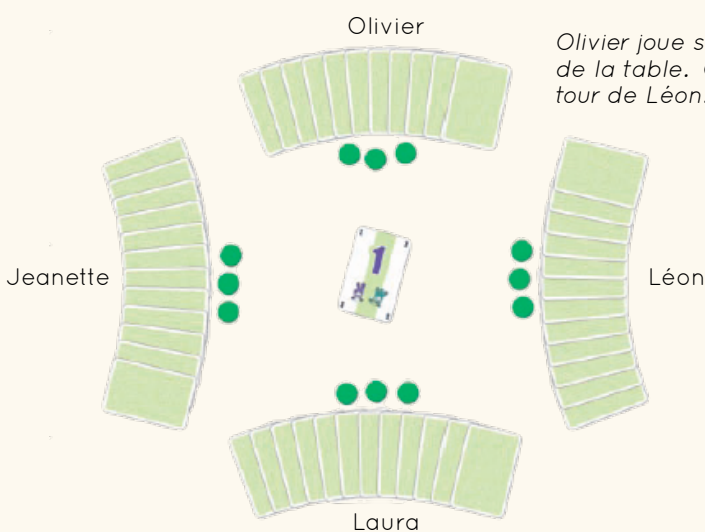 Olivier
Olivier joue s
de la table.
tour de Léon.
1
Jeanette
Léon
Laura